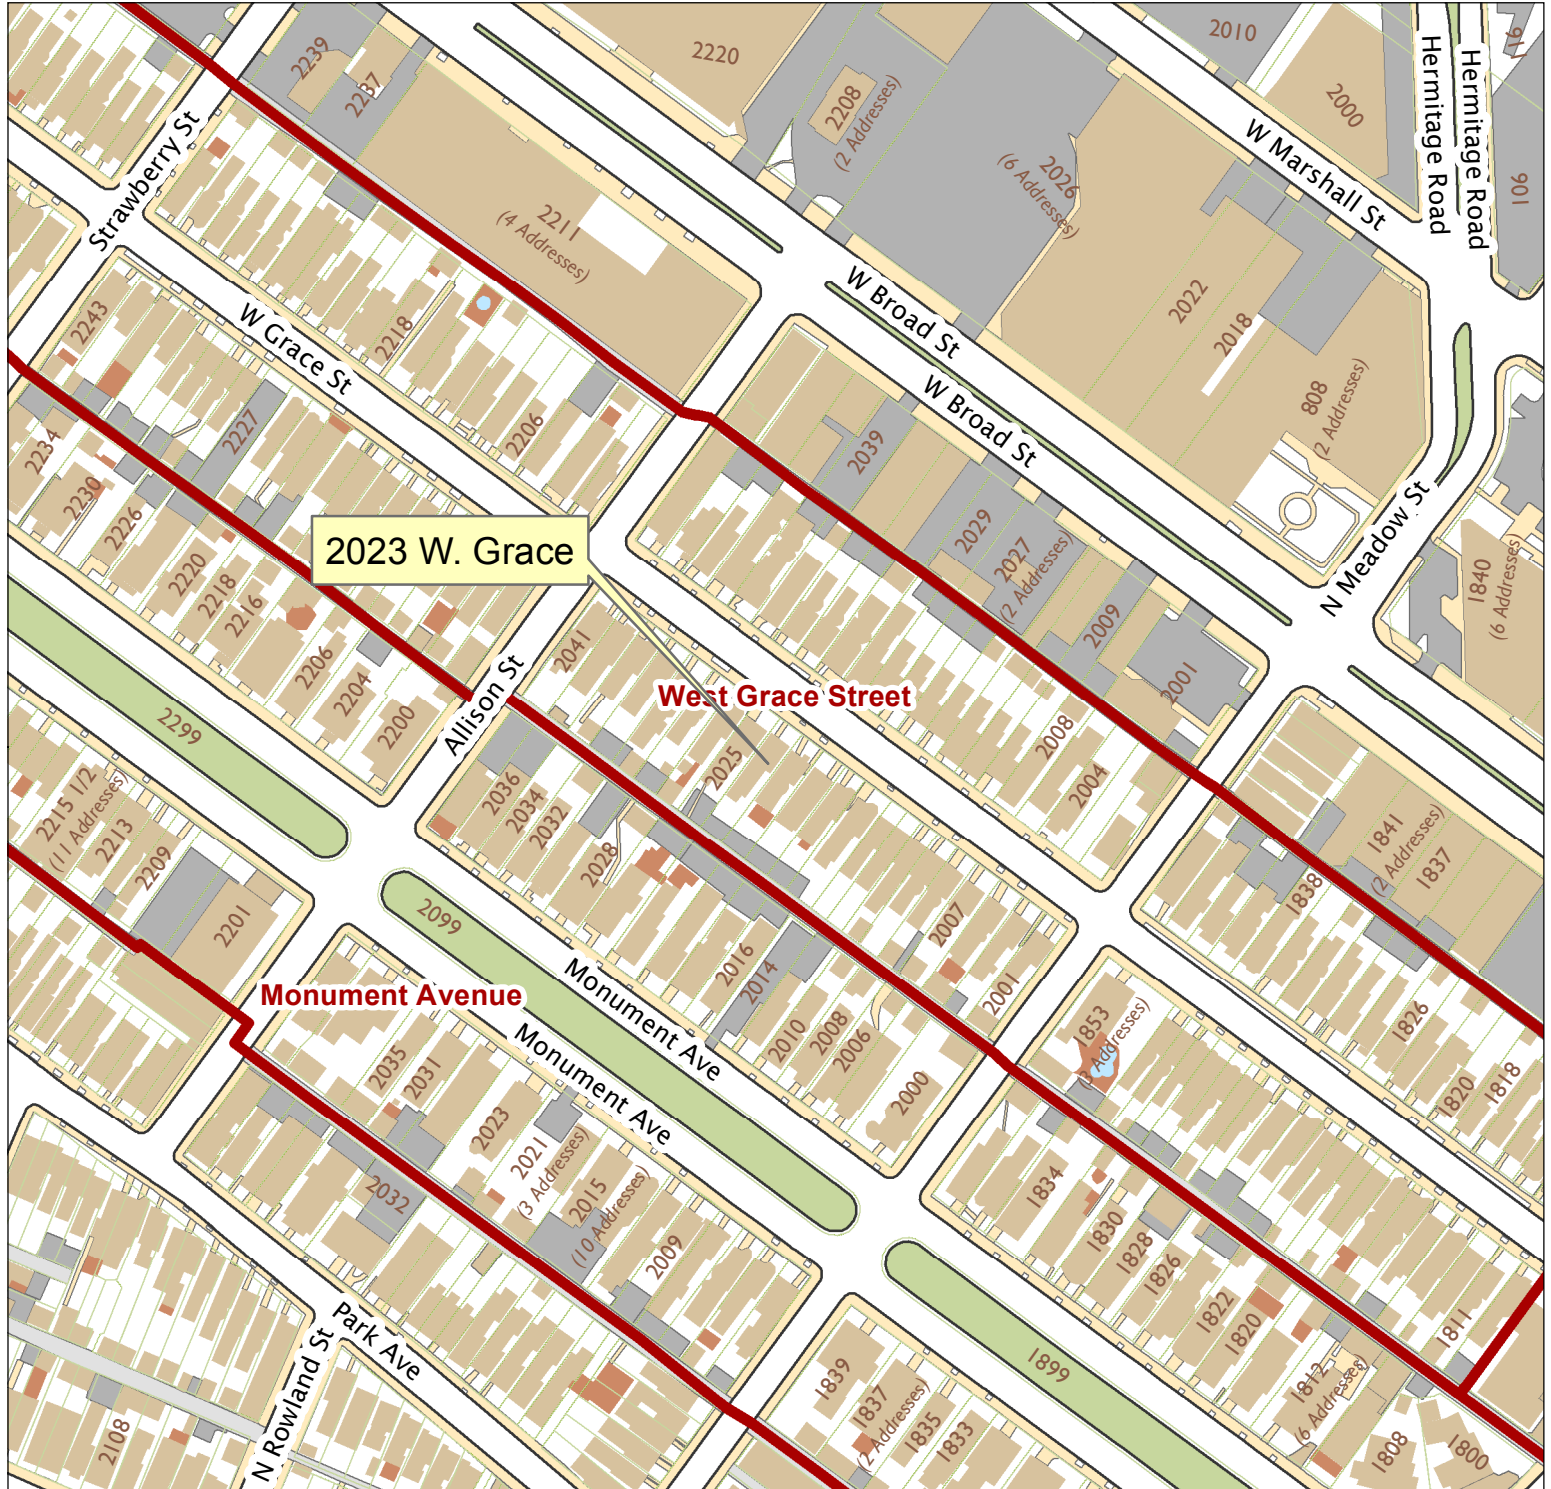 2239
2237
2220
2010
911
Hermitage Road
Hermitage Road
2208
(2 Addresses)
2000
W Marshall St
Strawberry St
2026
(6 Addresses)
901
2211
(4 Addresses)
W Broad St
2022
2018
2243
W Grace St
2218
W Broad St
808
(2 Addresses)
2234
2227
2206
2039
2230
2226
N Meadow St
2029
2027
(2 Addresses)
2009
1840
(6 Addresses)
2023 W. Grace
2220
2218
2216
2206
2204
2200
2041
Allison St
West Grace Street
2001
2299
2008
2004
2025
2036
2034
2032
2028
2215 1/2
(11 Addresses)
2213
2209
2201
1841
(2 Addresses)
1837
1838
2099
2007
2001
2016
2014
Monument Avenue
Monument Ave
Monument Ave
2010
2008
2006
2000
1853
(3 Addresses)
1826
1820
1818
2035
2031
2023
2021
(3 Addresses)
2015
(10 Addresses)
2009
2032
1834
1830
1828
1826
1822
1820
1812
(6 Addresses)
1811
1808
1800
1899
Park Ave
N Rowland St
2108
1839
1837
(2 Addresses)
1835
1833